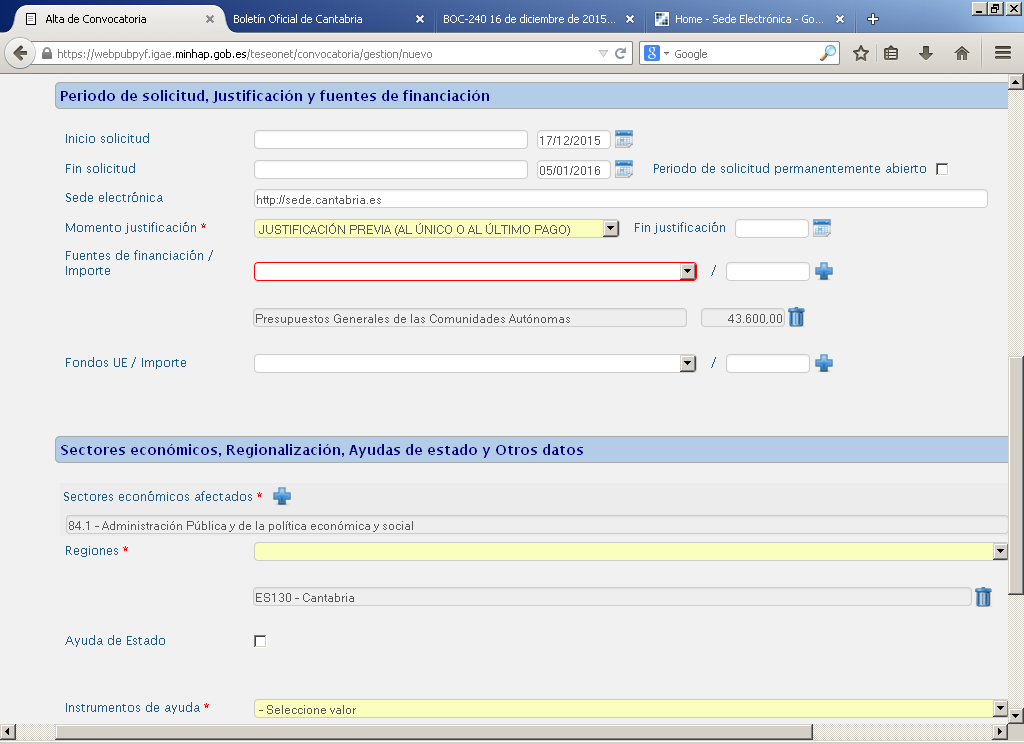 Alta de Convocatoria
Boletín Oficial de Cantabria
BOC-240 16 de diciembre de 2015...
Home - Sede Electrónica - Go...
https://webpubpyf.igae.minhap.gob.es/teseonet/convocatoria/gestion/nuevo
Google
Periodo de solicitud, Justificación y fuentes de financiación
Inicio solicitud 17/12/2015
Fin solicitud 05/01/2016 Periodo de solicitud permanentemente abierto
Sede electrónica http://sede.cantabria.es
Momento justificación * JUSTIFICACIÓN PREVIA (AL ÚNICO O AL ÚLTIMO PAGO) Fin justificación
Fuentes de financiación /
Importe /
Presupuestos Generales de las Comunidades Autónomas 43.600,00
Fondos UE / Importe /
Sectores económicos, Regionalización, Ayudas de estado y Otros datos
Sectores económicos afectados *
84.1 - Administración Pública y de la política económica y social
Regiones *
ES130 - Cantabria
Ayuda de Estado
Instrumentos de ayuda * - Seleccione valor